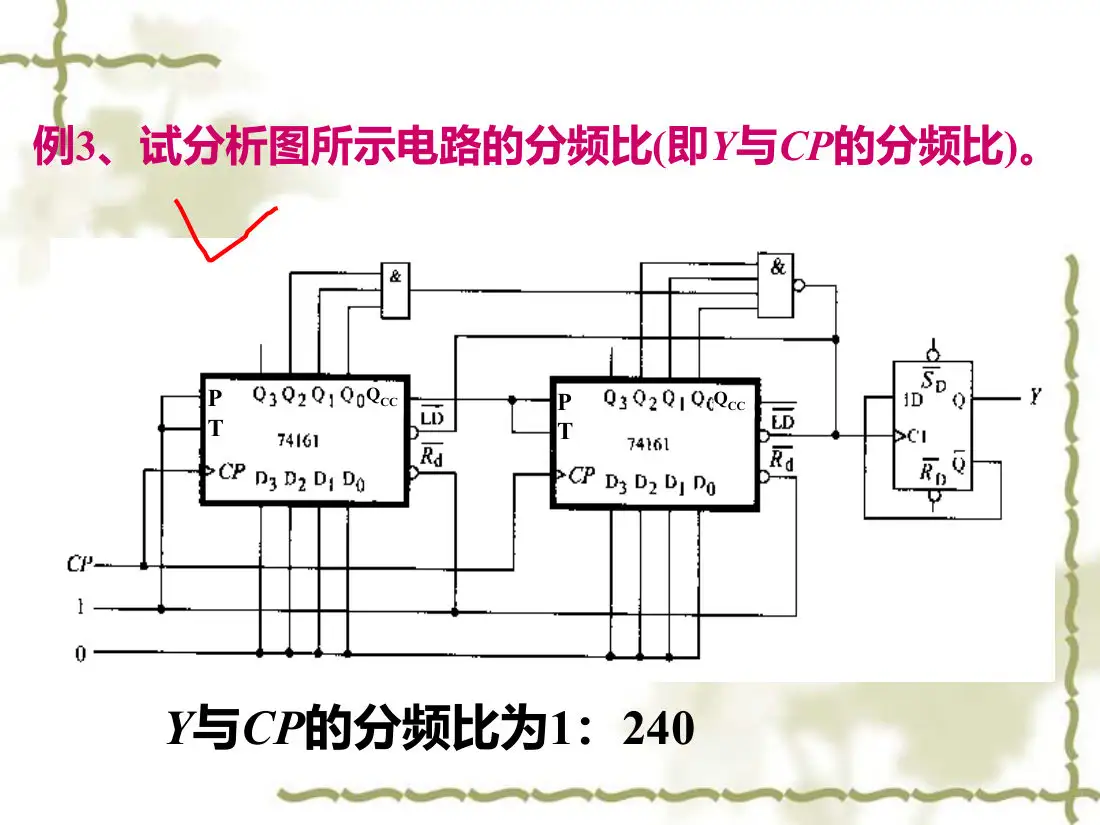 例3、试分析图所示电路的分频比(即Y与CP的分频比)。
& &
P T Q3 Q2 Q1 Q0 QCC LD 74161 Rd CP D3 D2 D1 D0
P T Q3 Q2 Q1 Q0 QCC LD 74161 Rd CP D3 D2 D1 D0
SD 1D Q C1 RD Q Y
CP
1
0
Y与CP的分频比为1：240